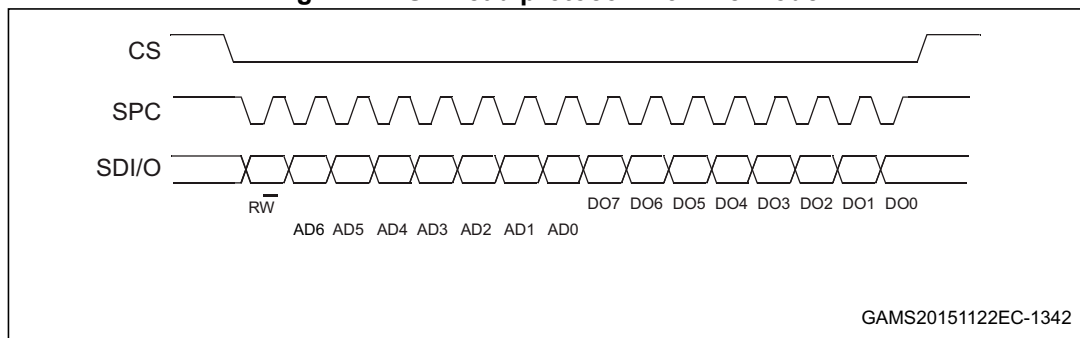 CS
SPC
SDI/O
RW
DO7 DO6 DO5 DO4 DO3 DO2 DO1 DO0
AD6 AD5 AD4 AD3 AD2 AD1 AD0
GAMS20151122EC-1342